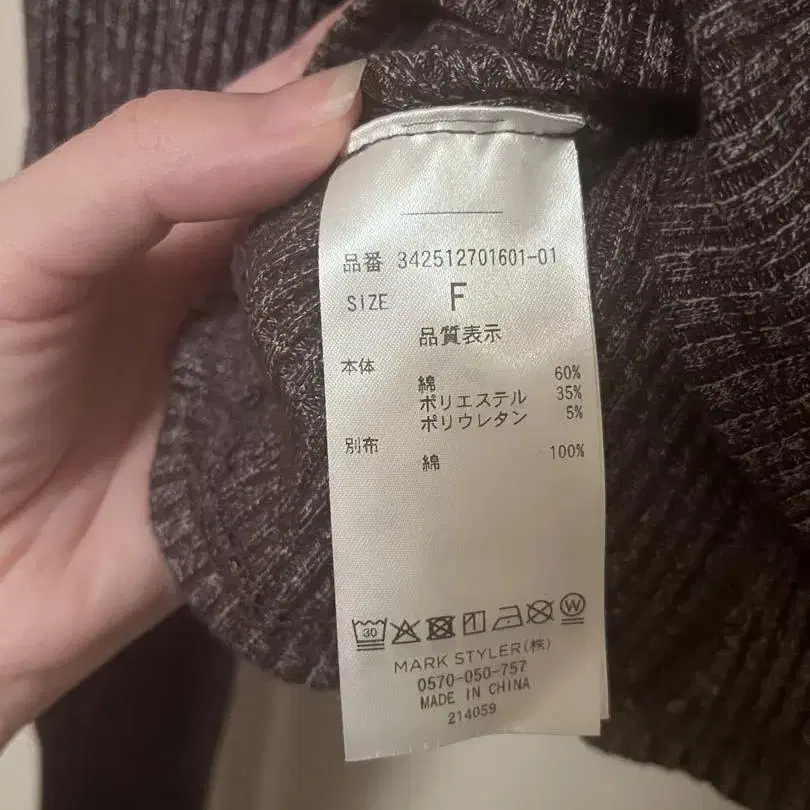 品番 342512701601-01
SIZE F
品質表示
本体
綿 60%
ポリエステル 35%
ポリウレタン 5%
別布
綿 100%
30 W
MARK STYLER(株)
0570-050-757
MADE IN CHINA
214059